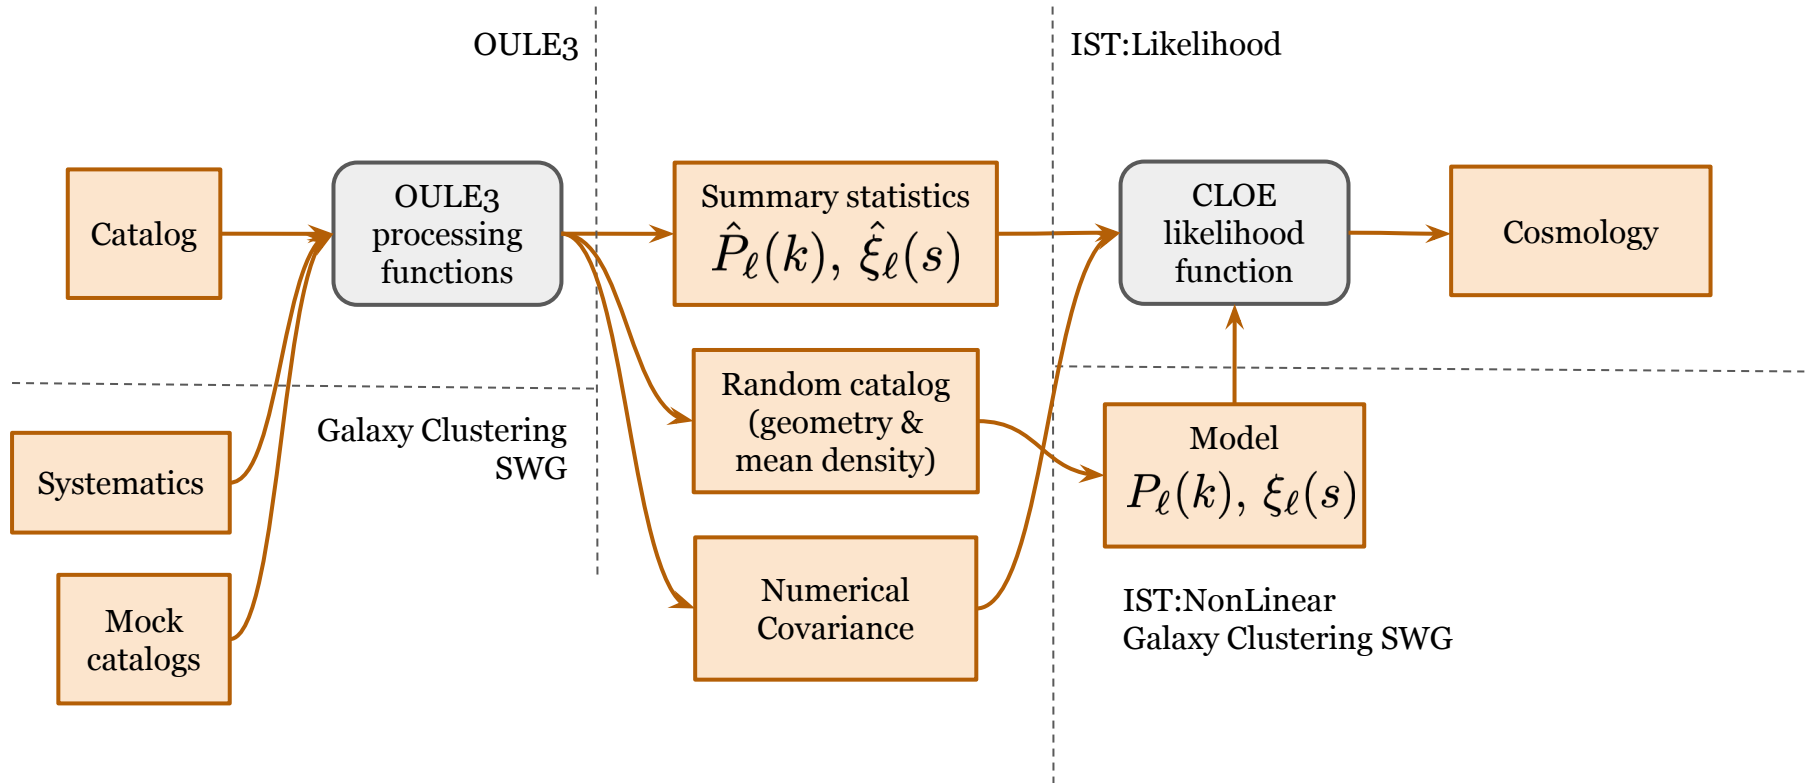 OULE3
IST:Likelihood
Catalog
OULE3
processing
functions
Summary statistics
P̂ℓ(k), ξ̂ℓ(s)
CLOE
likelihood
function
Cosmology
Galaxy Clustering
SWG
Systematics
Mock
catalogs
Random catalog
(geometry &
mean density)
Numerical
Covariance
Model
Pℓ(k), ξℓ(s)
IST:NonLinear
Galaxy Clustering SWG